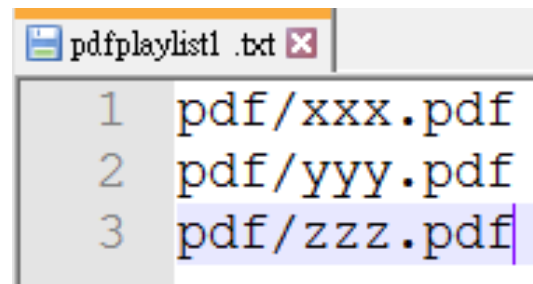 pdfplaylist1 .txt
1 pdf/xxx.pdf
2 pdf/yyy.pdf
3 pdf/zzz.pdf